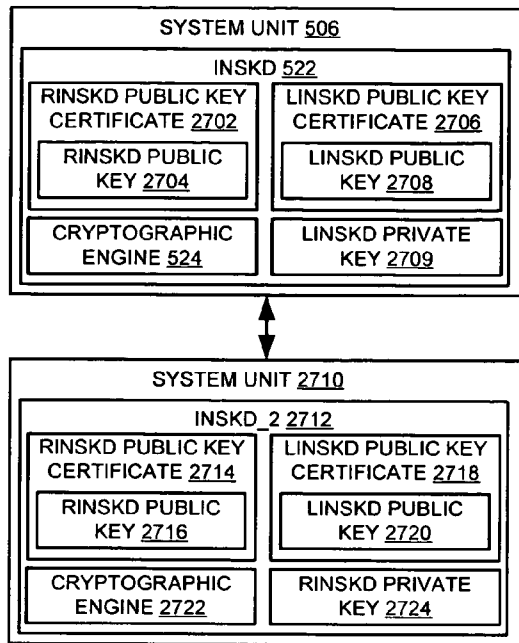 SYSTEM UNIT 506
INSKD 522
RINSKD PUBLIC KEY
CERTIFICATE 2702
RINSKD PUBLIC
KEY 2704
LINSKD PUBLIC KEY
CERTIFICATE 2706
LINSKD PUBLIC
KEY 2708
CRYPTOGRAPHIC
ENGINE 524
LINSKD PRIVATE
KEY 2709
SYSTEM UNIT 2710
INSKD_2 2712
RINSKD PUBLIC KEY
CERTIFICATE 2714
RINSKD PUBLIC
KEY 2716
LINSKD PUBLIC KEY
CERTIFICATE 2718
LINSKD PUBLIC
KEY 2720
CRYPTOGRAPHIC
ENGINE 2722
RINSKD PRIVATE
KEY 2724